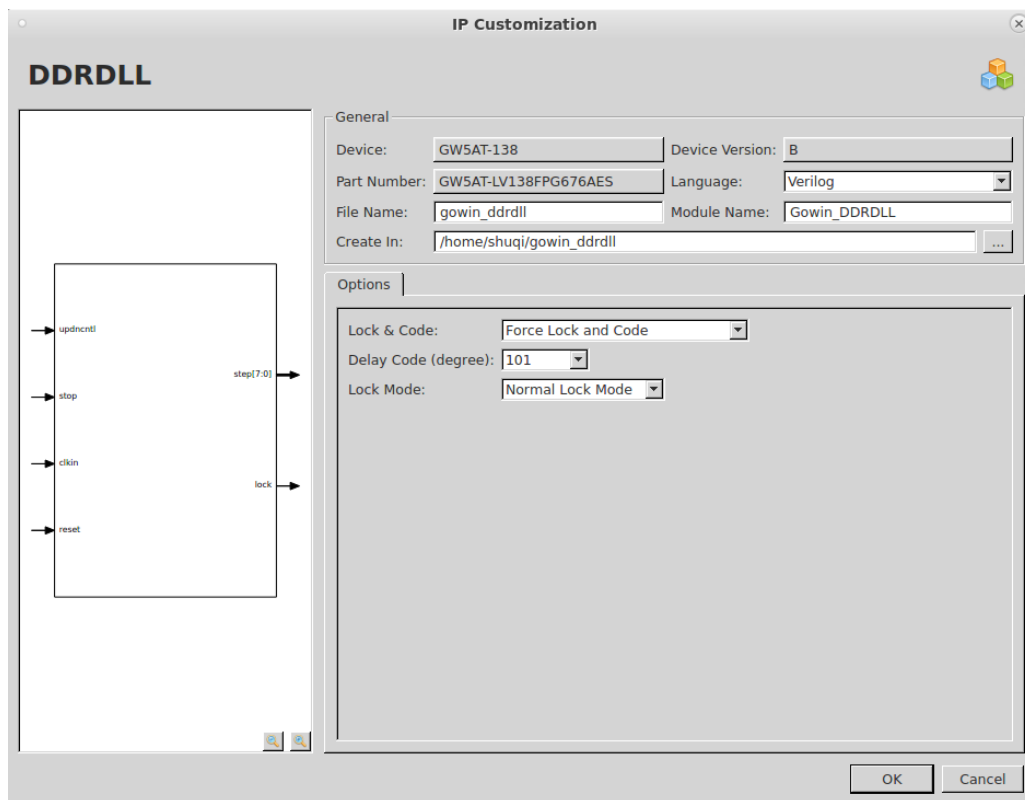 IP Customization
DDRDLL
General
Device: GW5AT-138 Device Version: B
Part Number: GW5AT-LV138FPG676AES Language: Verilog
File Name: gowin_ddrdll Module Name: Gowin_DDRDLL
Create In: /home/shuqi/gowin_ddrdll ...
Options
Lock & Code: Force Lock and Code
Delay Code (degree): 101
Lock Mode: Normal Lock Mode
updncntl
step[7:0]
stop
clkin
lock
reset
OK Cancel